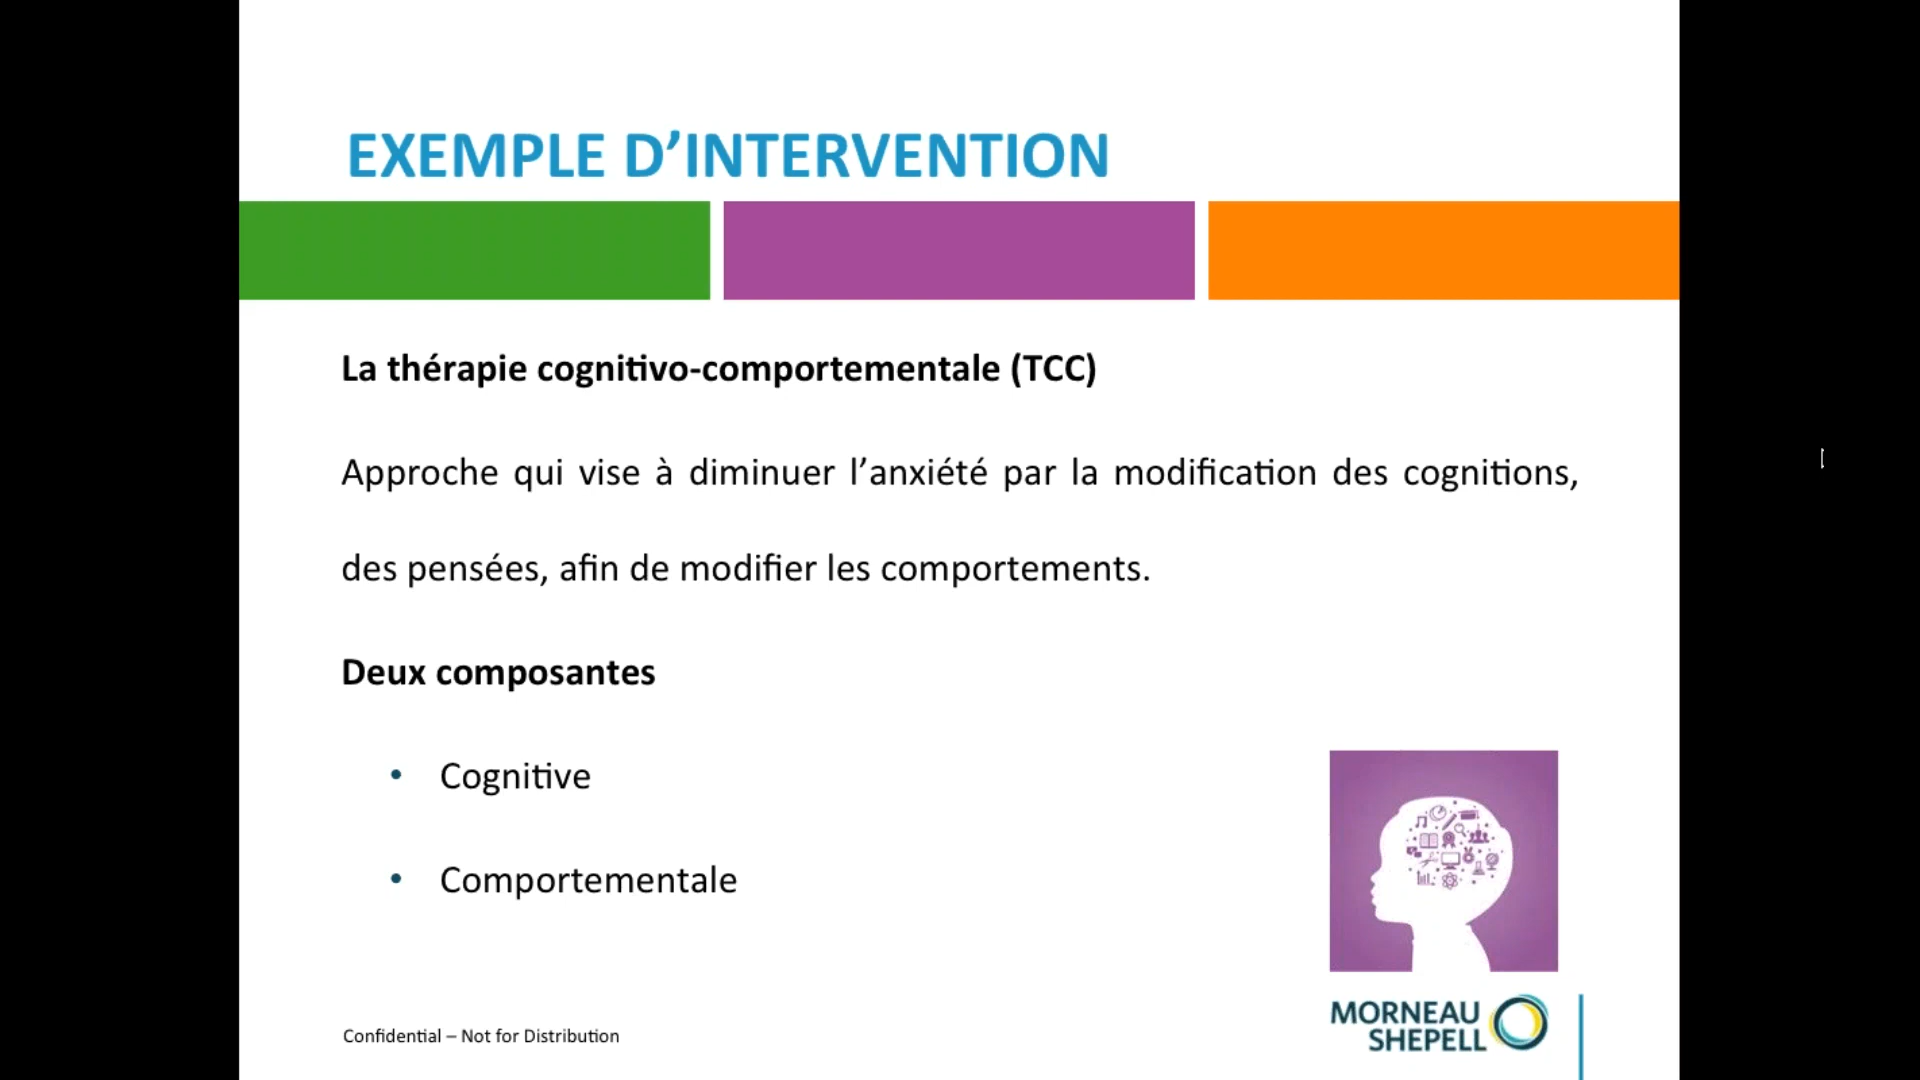 EXEMPLE D’INTERVENTION
La thérapie cognitivo-comportementale (TCC)
Approche qui vise à diminuer l’anxiété par la modification des cognitions,
des pensées, afin de modifier les comportements.
Deux composantes
• Cognitive
• Comportementale
Confidential – Not for Distribution
MORNEAU
SHEPELL